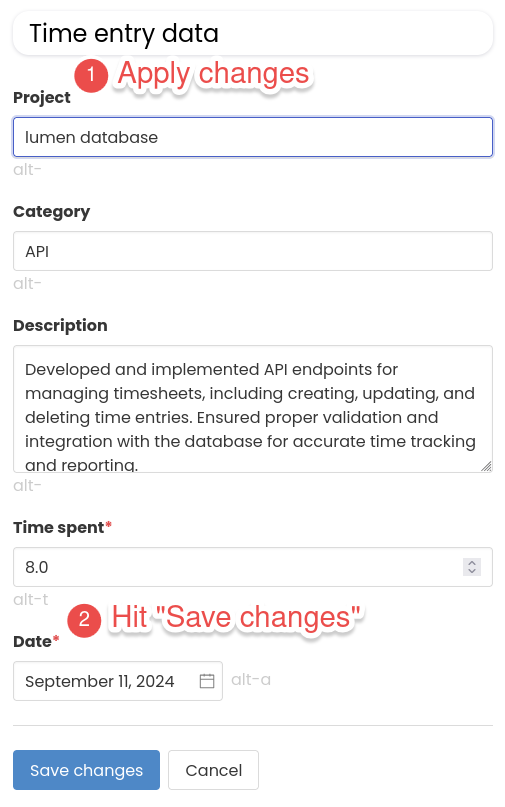 Time entry data
1 Apply changes
Project
lumen database
alt-
Category
API
alt-
Description
Developed and implemented API endpoints for
managing timesheets, including creating, updating, and
deleting time entries. Ensured proper validation and
integration with the database for accurate time tracking
and reporting.
alt-
Time spent*
8.0
alt-t
2 Hit "Save changes"
Date*
September 11, 2024 alt-a
Save changes Cancel